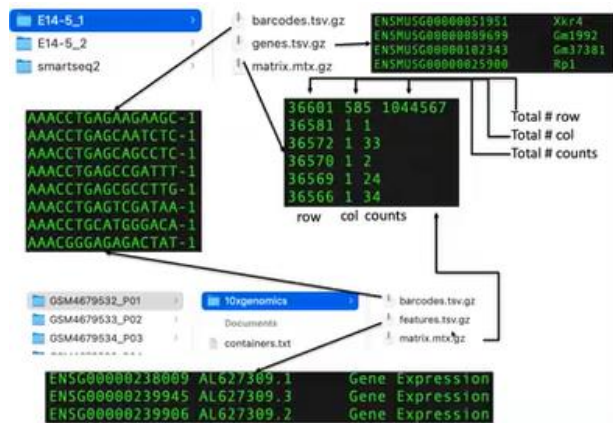 E14-5_1
E14-5_2
smartseq2
barcodes.tsv.gz
genes.tsv.gz
matrix.mtx.gz
ENSMUSG00000051951 Xkr4
ENSMUSG00000089699 Gm1992
ENSMUSG00000102343 Gm37381
ENSMUSG00000025900 Rp1
AAACCTGAGAAGAAGC-1
AAACCTGAGCAATCTC-1
AAACCTGAGCAGCCTC-1
AAACCTGAGCCGATTT-1
AAACCTGAGCGCCTTG-1
AAACCTGAGTCGATAA-1
AAACCTGCATGGGACA-1
AAACGGGAGAGACTAT-1
36601 585 1044567
36581 1 1
36572 1 33
36570 1 2
36569 1 24
36566 1 34
row col counts
Total # row
Total # col
Total # counts
GSM4679532_P01
GSM4679533_P02
GSM4679534_P03
10xgenomics
Documents
containers.txt
barcodes.tsv.gz
features.tsv.gz
matrix.mtx.gz
ENSG00000238009 AL627309.1 Gene Expression
ENSG00000239945 AL627309.3 Gene Expression
ENSG00000239906 AL627309.2 Gene Expression